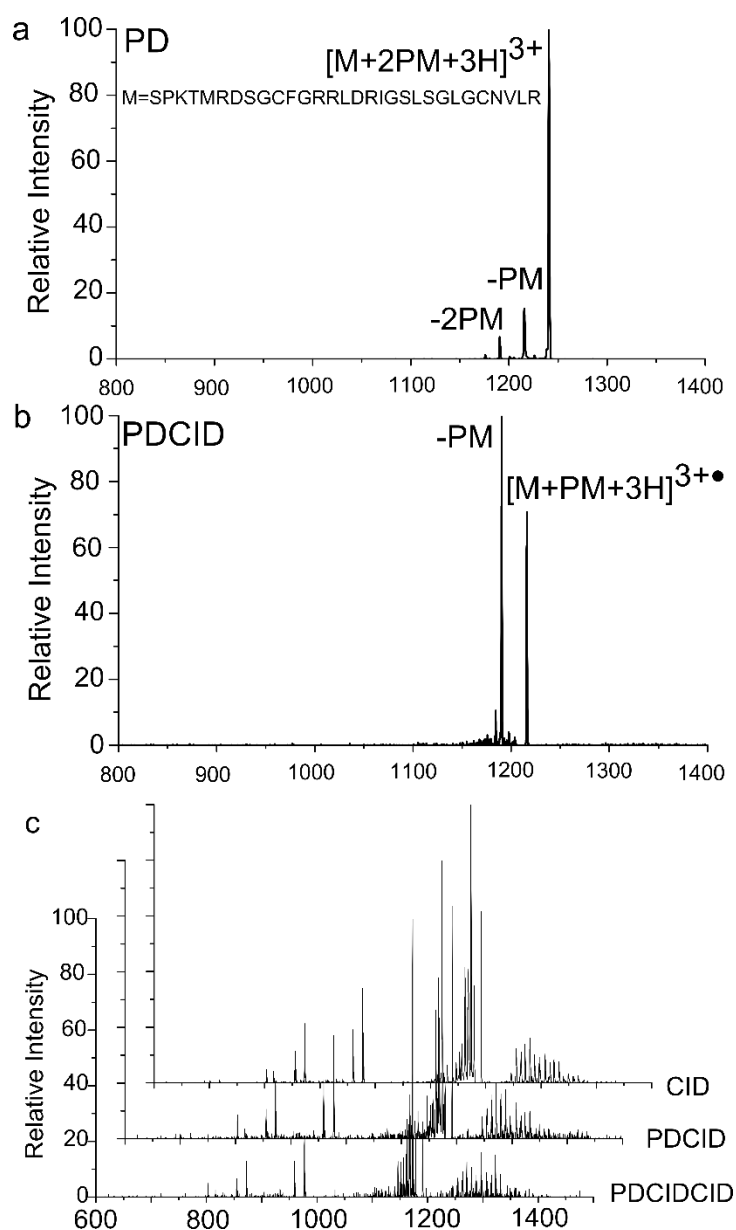 a
PD
[M+2PM+3H]3+
M=SPKTMRDSGCFGRRLDRIGSLSGLGCNVLR
-PM
-2PM
Relative Intensity
100
80
60
40
20
0
800 900 1000 1100 1200 1300 1400
b
PDCID
-PM
[M+PM+3H]3+●
Relative Intensity
100
80
60
40
20
0
800 900 1000 1100 1200 1300 1400
c
Relative Intensity
100
80
60
40
20
0
CID
PDCID
PDCIDCID
600 800 1000 1200 1400